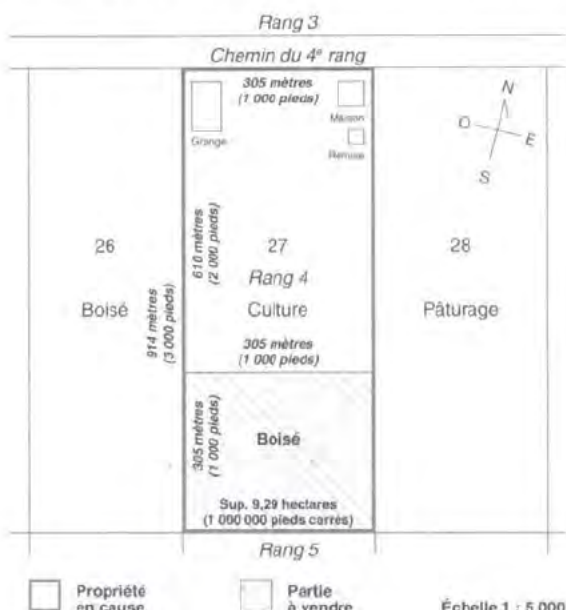 Rang 3
Chemin du 4e rang
305 mètres
(1 000 pieds)
Grange
Maison
Remise
N
O
E
S
26
Boisé
914 mètres
(3 000 pieds)
610 mètres
(2 000 pieds)
27
Rang 4
Culture
305 mètres
(1 000 pieds)
28
Pâturage
305 mètres
(1 000 pieds)
Boisé
Sup. 9,29 hectares
(1 000 000 pieds carrés)
Rang 5
Propriété
en cause
Partie
à vendre
Échelle 1 : 5 000